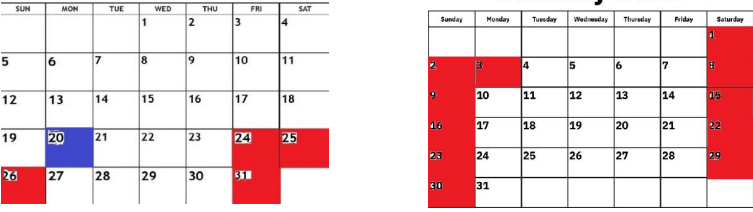 SUN MON TUE WED THU FRI SAT
1 2 3 4
5 6 7 8 9 10 11
12 13 14 15 16 17 18
19 20 21 22 23 24 25
26 27 28 29 30 31
Sunday Monday Tuesday Wednesday Thursday Friday Saturday
1
2 3 4 5 6 7 8
9 10 11 12 13 14 15
16 17 18 19 20 21 22
23 24 25 26 27 28 29
30 31